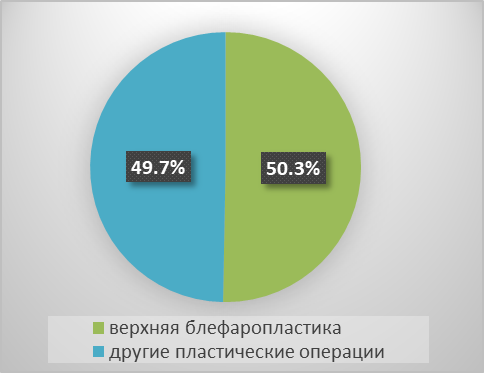 49.7%
50.3%
верхняя блефаропластика
другие пластические операции